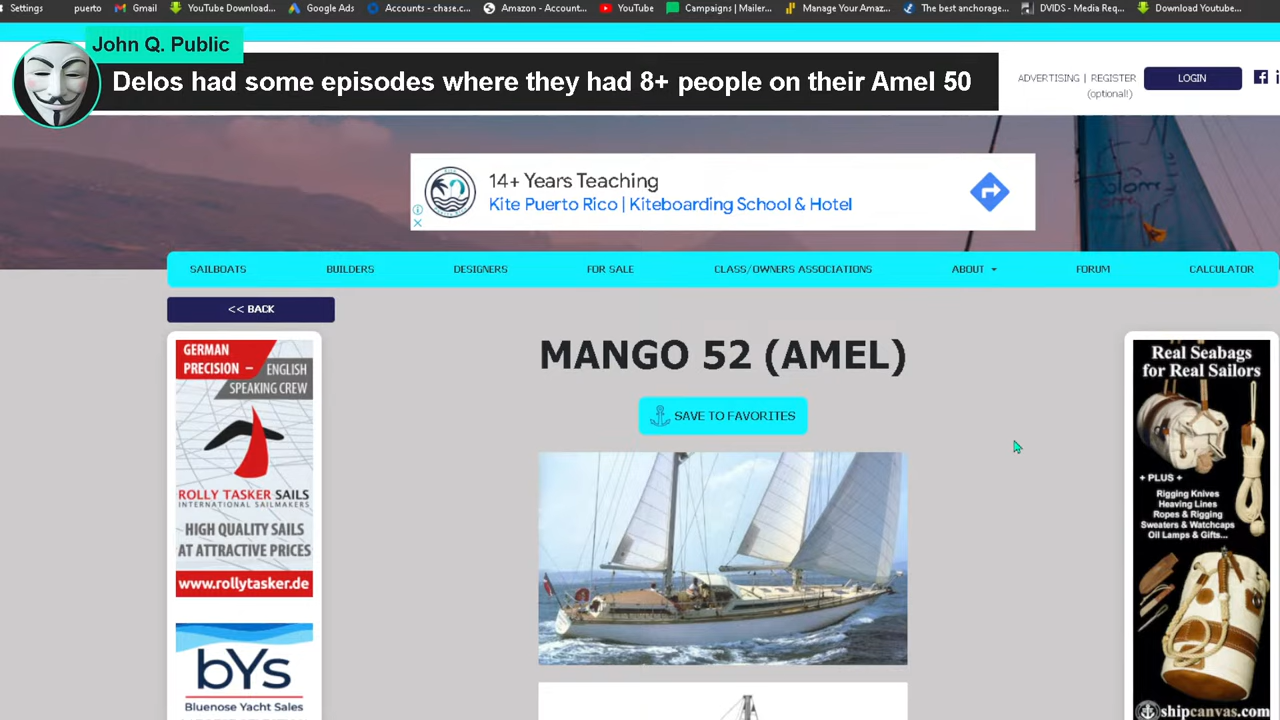 Settings
puerto
Gmail
YouTube Download...
Google Ads
Accounts - chase.c...
Amazon - Account...
YouTube
Campaigns | Mailer...
Manage Your Amaz...
The best anchorage...
DVIDS - Media Req...
Download Youtube...
John Q. Public
Delos had some episodes where they had 8+ people on their Amel 50
ADVERTISING | REGISTER
(optional!)
LOGIN
14+ Years Teaching
Kite Puerto Rico | Kiteboarding School & Hotel
SAILBOATS
BUILDERS
DESIGNERS
FOR SALE
CLASS/OWNERS ASSOCIATIONS
ABOUT
FORUM
CALCULATOR
<< BACK
MANGO 52 (AMEL)
SAVE TO FAVORITES
GERMAN
PRECISION – ENGLISH
SPEAKING CREW
ROLLY TASKER SAILS
INTERNATIONAL SAILMAKERS
HIGH QUALITY SAILS
AT ATTRACTIVE PRICES
www.rollytasker.de
bYs
Bluenose Yacht Sales
Real Seabags
for Real Sailors
+ PLUS +
Rigging Knives
Heaving Lines
Ropes & Rigging
Sweaters & Watchcaps
Oil Lamps & Gifts...
shipcanvas.com